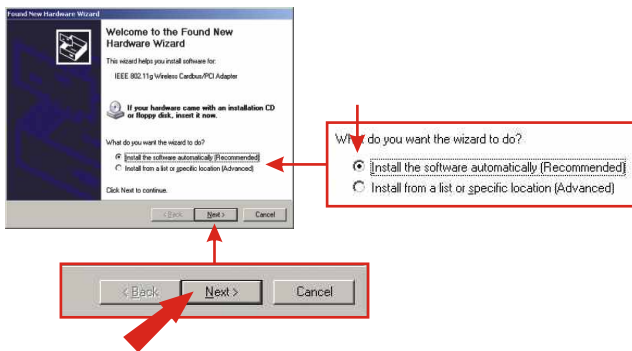 Found New Hardware Wizard
Welcome to the Found New
Hardware Wizard
This wizard helps you install software for:
IEEE 802.11g Wireless Cardbus/PCI Adapter
If your hardware came with an installation CD
or floppy disk, insert it now.
What do you want the wizard to do?
Install the software automatically (Recommended)
Install from a list or specific location (Advanced)
Click Next to continue.
< Back Next > Cancel
What do you want the wizard to do?
Install the software automatically (Recommended)
Install from a list or specific location (Advanced)
< Back Next > Cancel